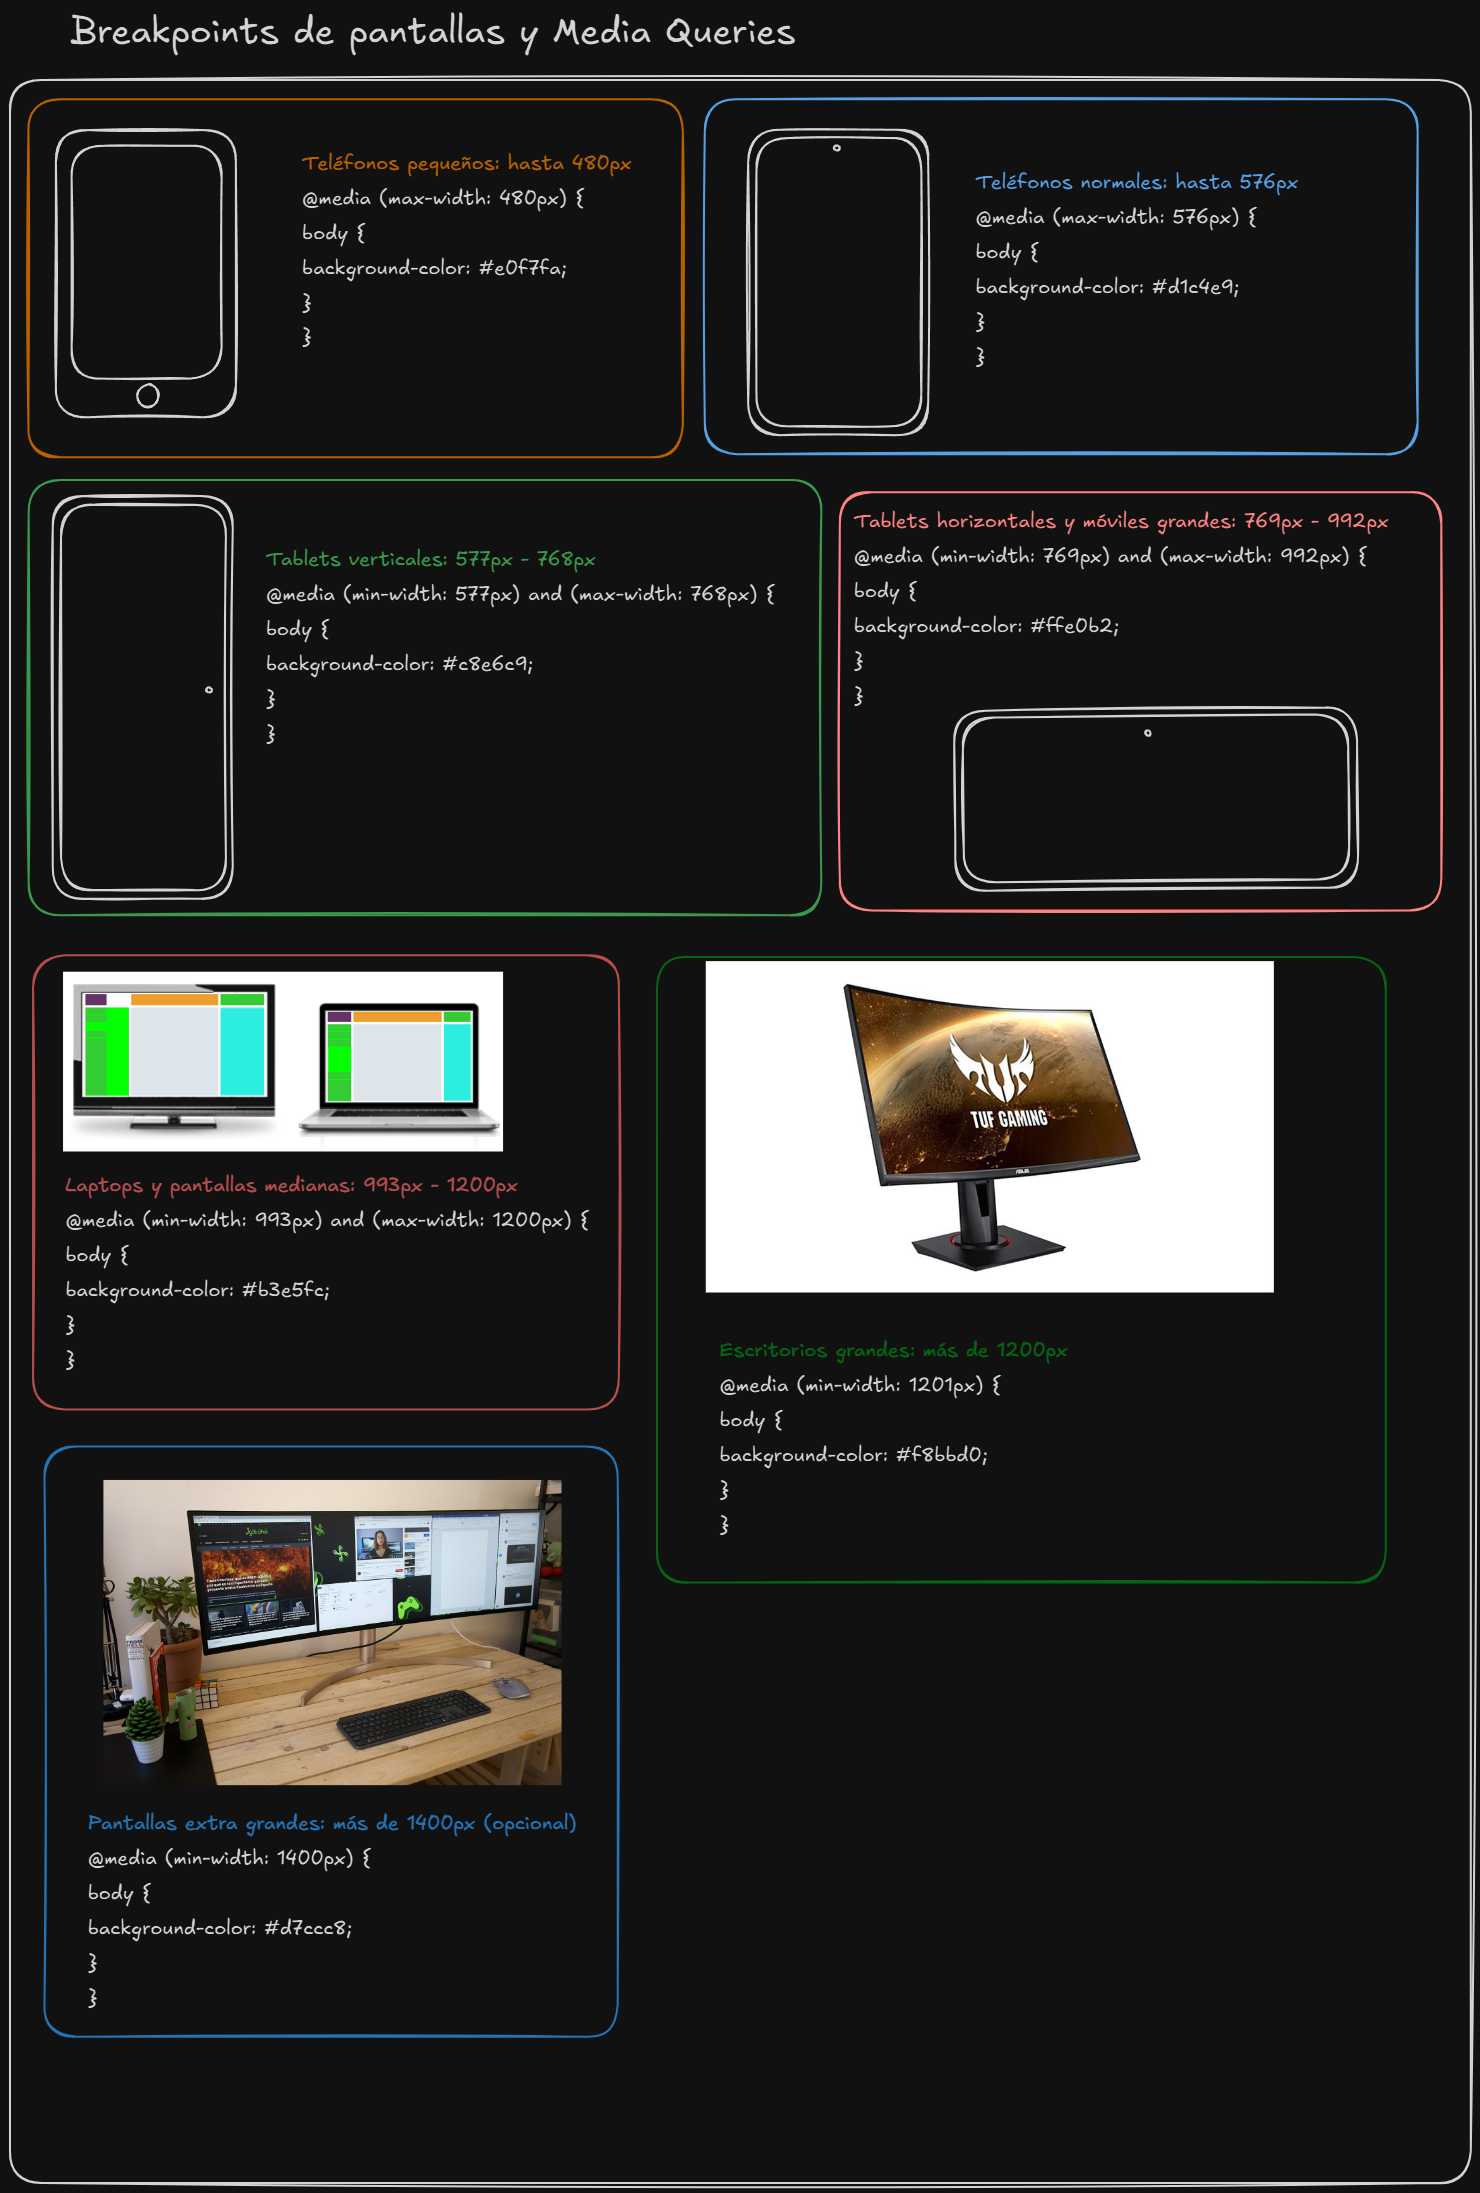 Breakpoints de pantallas y Media Queries
Teléfonos pequeños: hasta 480px
@media (max-width: 480px) {
body {
background-color: #e0f7fa;
}
}
Teléfonos normales: hasta 576px
@media (max-width: 576px) {
body {
background-color: #d1c4e9;
}
}
Tablets verticales: 577px - 768px
@media (min-width: 577px) and (max-width: 768px) {
body {
background-color: #c8e6c9;
}
}
Tablets horizontales y móviles grandes: 769px - 992px
@media (min-width: 769px) and (max-width: 992px) {
body {
background-color: #ffe0b2;
}
}
Laptops y pantallas medianas: 993px - 1200px
@media (min-width: 993px) and (max-width: 1200px) {
body {
background-color: #b3e5fc;
}
}
TUF GAMING
ASUS
Escritorios grandes: más de 1200px
@media (min-width: 1201px) {
body {
background-color: #f8bbd0;
}
}
Pantallas extra grandes: más de 1400px (opcional)
@media (min-width: 1400px) {
body {
background-color: #d7ccc8;
}
}